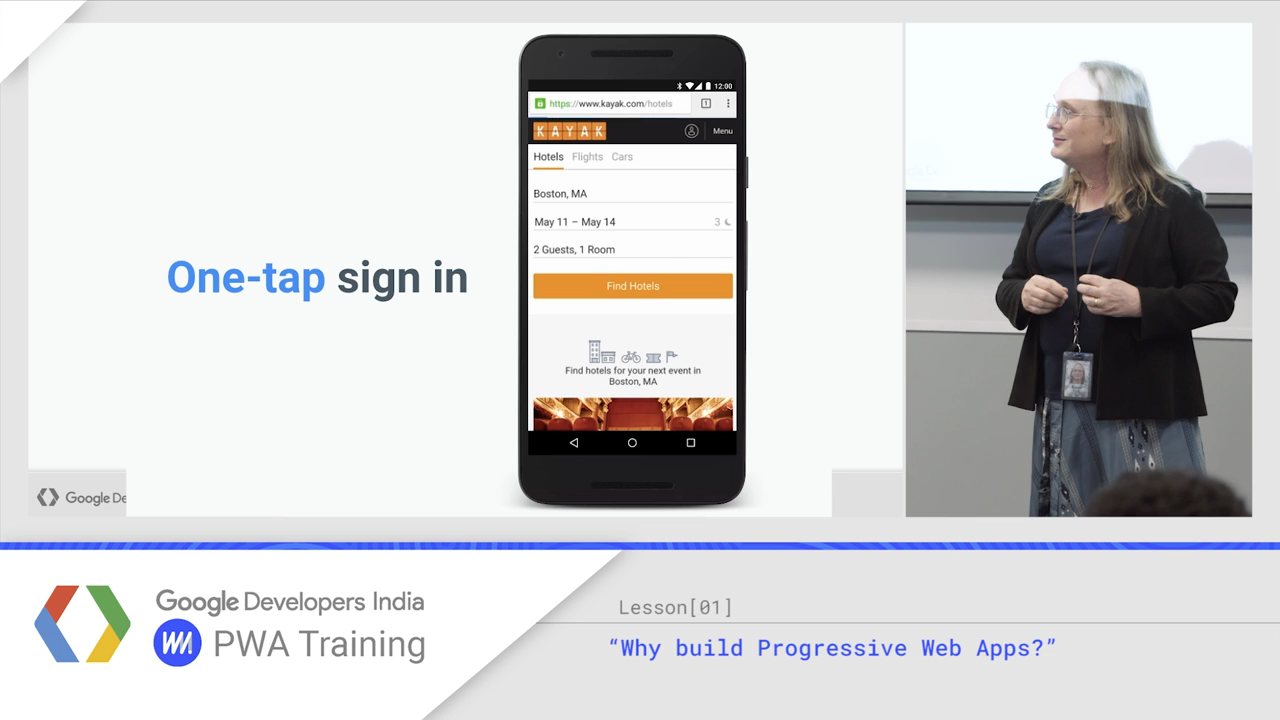 One-tap sign in
12:00
https://www.kayak.com/hotels
1
KAYAK
Menu
Hotels Flights Cars
Boston, MA
May 11 – May 14 3
2 Guests, 1 Room
Find Hotels
Find hotels for your next event in
Boston, MA
Google De
Google Developers India
PWA Training
Lesson[01]
“Why build Progressive Web Apps?”